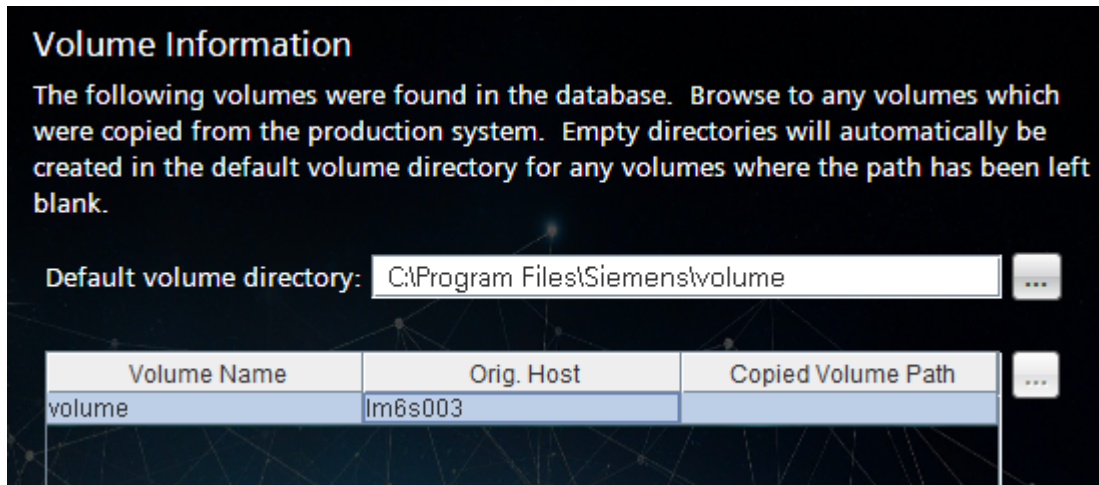 Volume Information
The following volumes were found in the database.  Browse to any volumes which
were copied from the production system.  Empty directories will automatically be
created in the default volume directory for any volumes where the path has been left
blank.
Default volume directory: C:\Program Files\Siemens\volume ...
Volume Name Orig. Host Copied Volume Path ...
volume lm6s003